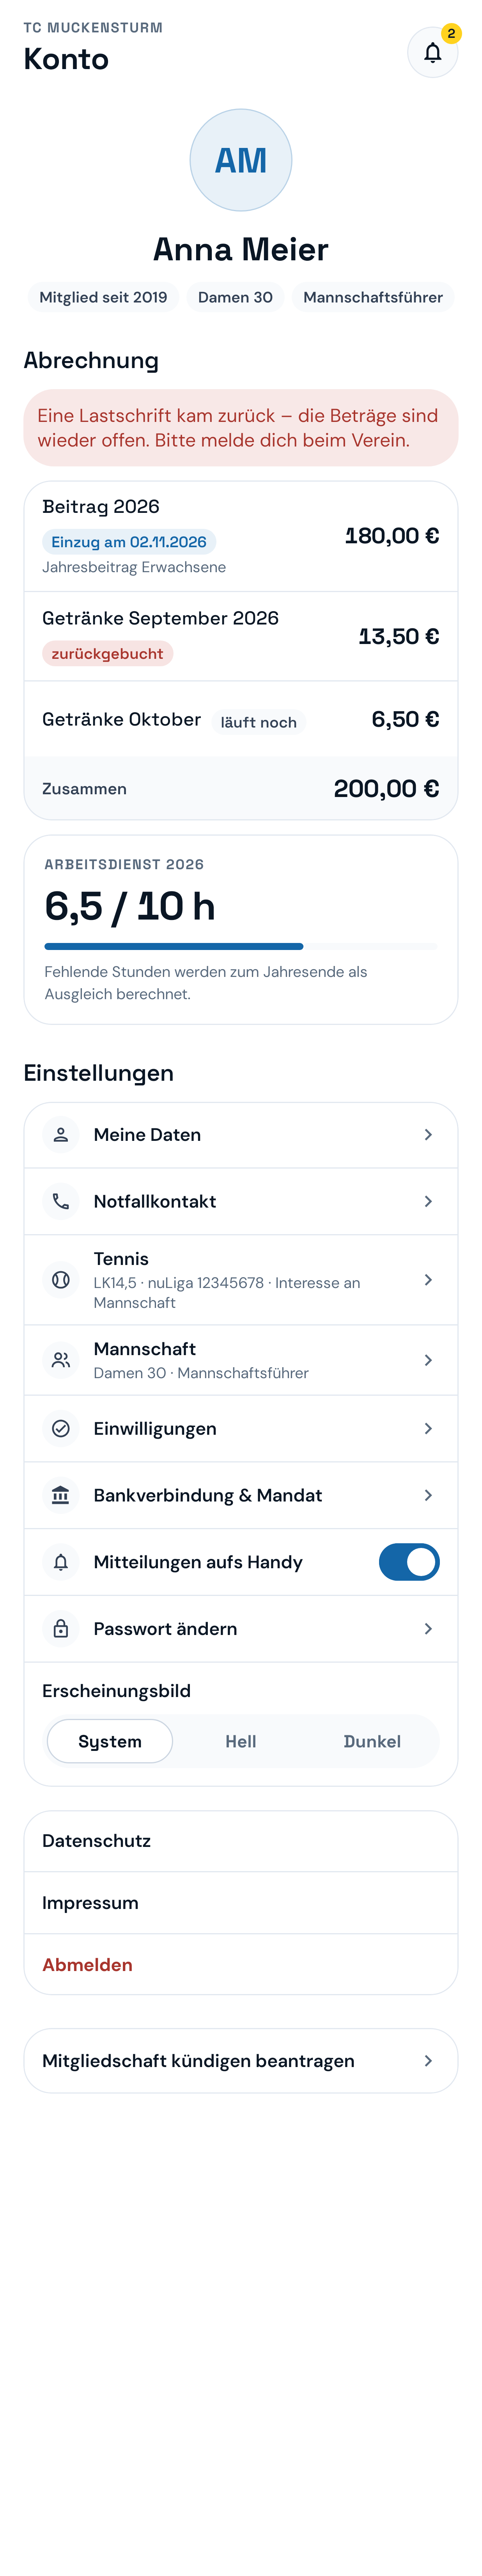 TC MUCKENSTURM
Konto
2
AM
Anna Meier
Mitglied seit 2019
Damen 30
Mannschaftsführer
Abrechnung
Eine Lastschrift kam zurück – die Beträge sind
wieder offen. Bitte melde dich beim Verein.
Beitrag 2026
Einzug am 02.11.2026
Jahresbeitrag Erwachsene
180,00 €
Getränke September 2026
zurückgebucht
13,50 €
Getränke Oktober
läuft noch
6,50 €
Zusammen
200,00 €
ARBEITSDIENST 2026
6,5 / 10 h
Fehlende Stunden werden zum Jahresende als
Ausgleich berechnet.
Einstellungen
Meine Daten
Notfallkontakt
Tennis
LK14,5 · nuLiga 12345678 · Interesse an
Mannschaft
Mannschaft
Damen 30 · Mannschaftsführer
Einwilligungen
Bankverbindung & Mandat
Mitteilungen aufs Handy
Passwort ändern
Erscheinungsbild
System
Hell
Dunkel
Datenschutz
Impressum
Abmelden
Mitgliedschaft kündigen beantragen